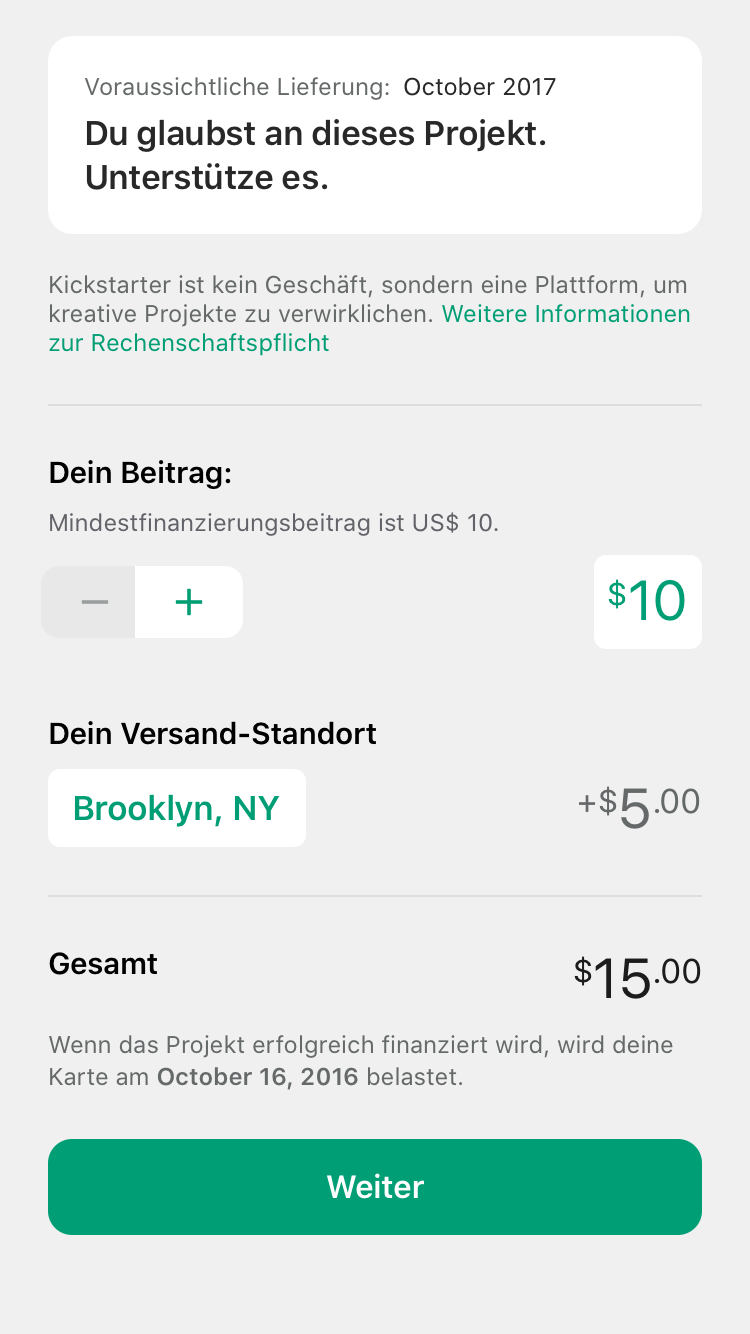 Voraussichtliche Lieferung: October 2017
Du glaubst an dieses Projekt.
Unterstütze es.
Kickstarter ist kein Geschäft, sondern eine Plattform, um
kreative Projekte zu verwirklichen. Weitere Informationen
zur Rechenschaftspflicht
Dein Beitrag:
Mindestfinanzierungsbeitrag ist US$ 10.
− + $10
Dein Versand-Standort
Brooklyn, NY +$5.00
Gesamt $15.00
Wenn das Projekt erfolgreich finanziert wird, wird deine
Karte am October 16, 2016 belastet.
Weiter